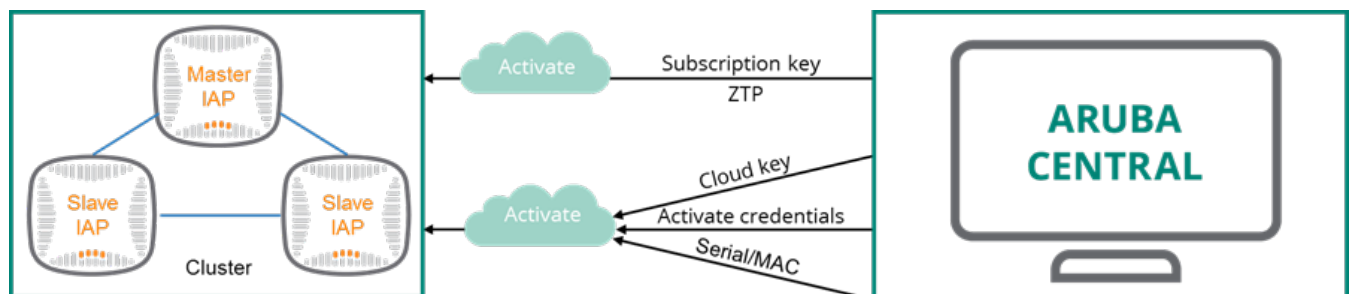 Master
IAP
Slave
IAP
Slave
IAP
Cluster
Activate
Subscription key
ZTP
Activate
Cloud key
Activate credentials
Serial/MAC
ARUBA
CENTRAL